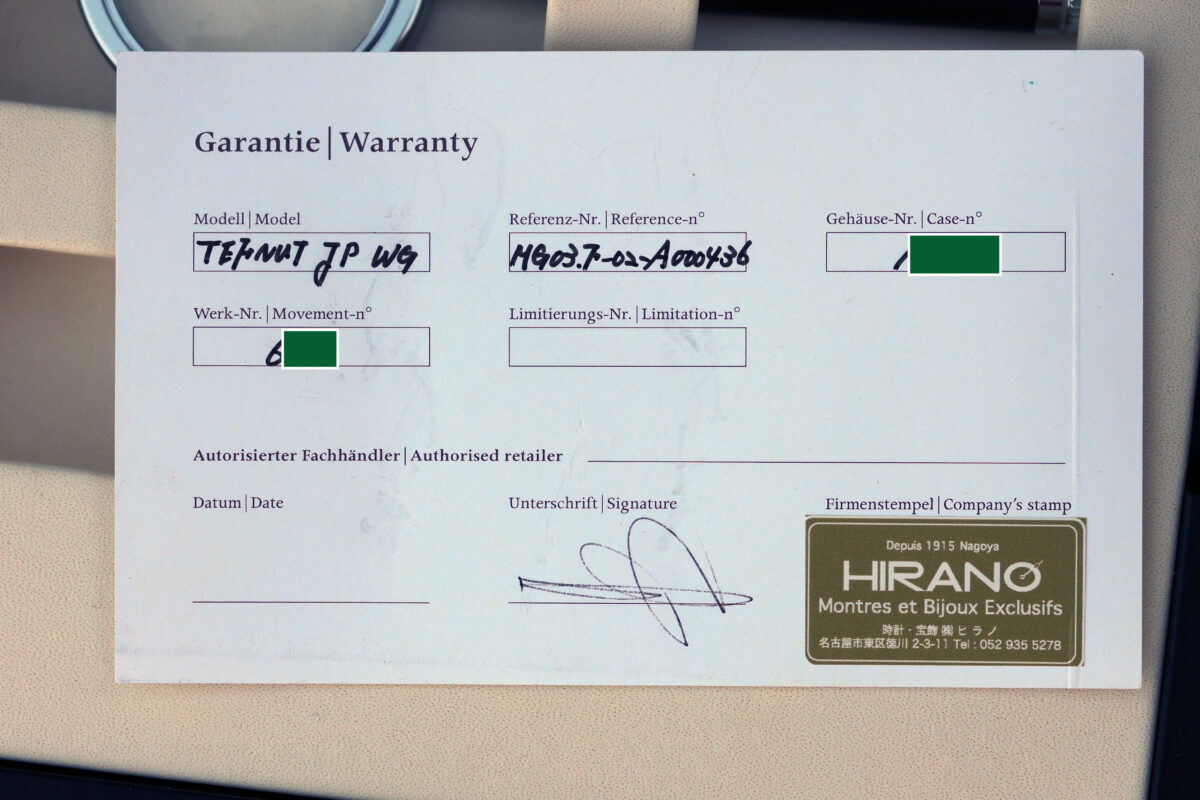 Garantie|Warranty
Modell|Model
Referenz-Nr.|Reference-n°
Gehäuse-Nr.|Case-n°
TEFNUT JP WG
MG03.F-02-A000436
1
Werk-Nr.|Movement-n°
Limitierungs-Nr.|Limitation-n°
6
Autorisierter Fachhändler|Authorised retailer
Datum|Date
Unterschrift|Signature
Firmenstempel|Company's stamp
Depuis 1915 Nagoya
HIRANO
Montres et Bijoux Exclusifs
時計・宝飾 ㈱ ヒラノ
名古屋市東区徳川 2-3-11 Tel : 052 935 5278